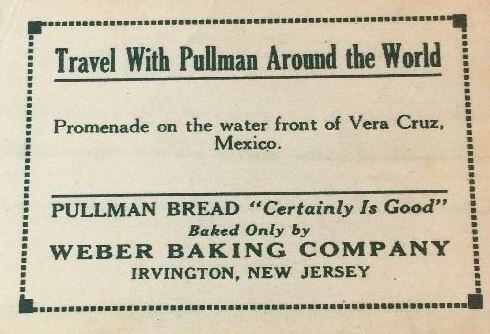 Travel With Pullman Around the World
Promenade on the water front of Vera Cruz,
Mexico.
PULLMAN BREAD "Certainly Is Good"
Baked Only by
WEBER BAKING COMPANY
IRVINGTON, NEW JERSEY